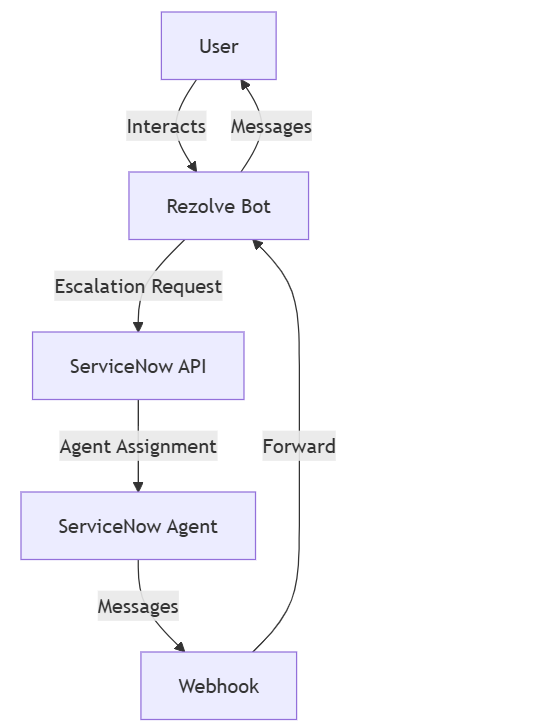 User
Interacts
Messages
Rezolve Bot
Escalation Request
ServiceNow API
Agent Assignment
Forward
ServiceNow Agent
Messages
Webhook